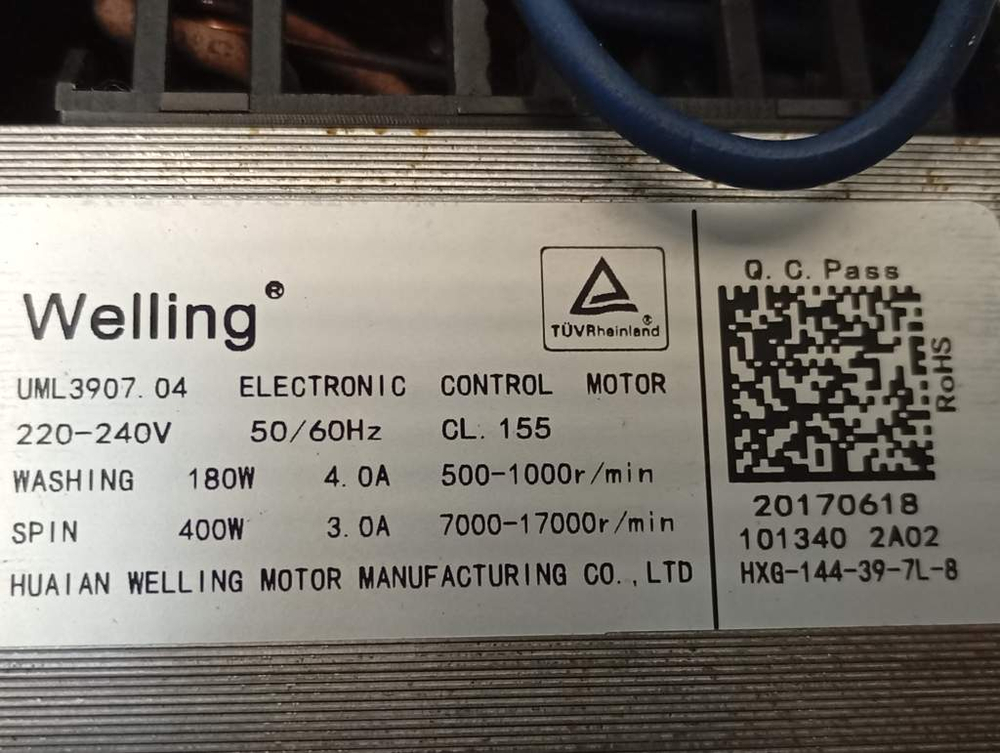 Welling®
TÜVRheinland®
UML3907.04 ELECTRONIC CONTROL MOTOR
220-240V 50/60Hz CL. 155
WASHING 180W 4.0A 500-1000r/min
SPIN 400W 3.0A 7000-17000r/min
HUAIAN WELLING MOTOR MANUFACTURING CO.,LTD
Q. C. Pass
RoHS
20170618
101340 2A02
HXG-144-39-7L-8